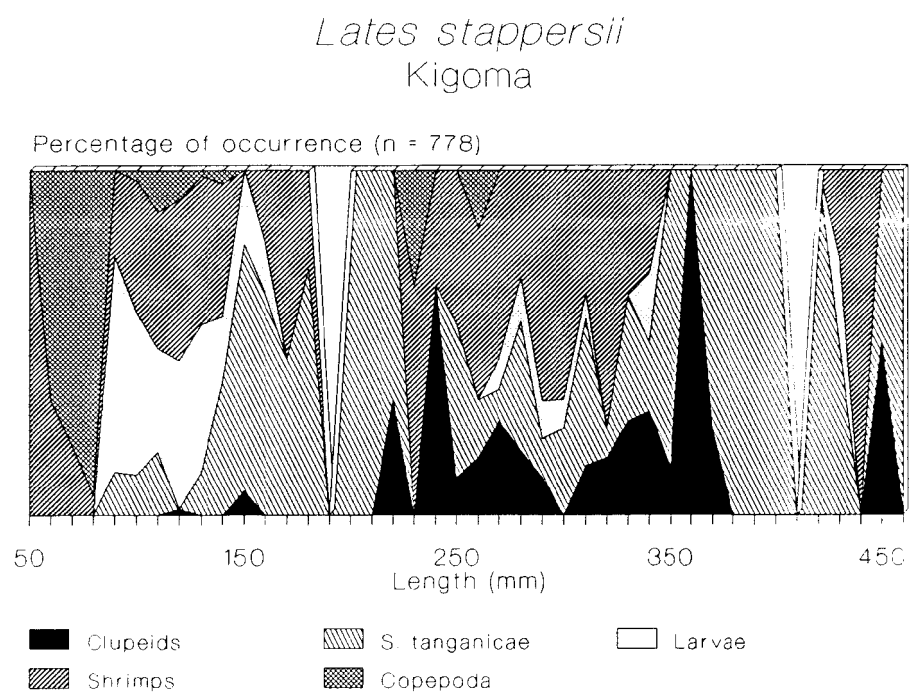 Lates stappersii
Kigoma
Percentage of occurrence (n = 778)
50 150 250 350 450
Length (mm)
Clupeids S. tanganicae Larvae
Shrimps Copepoda